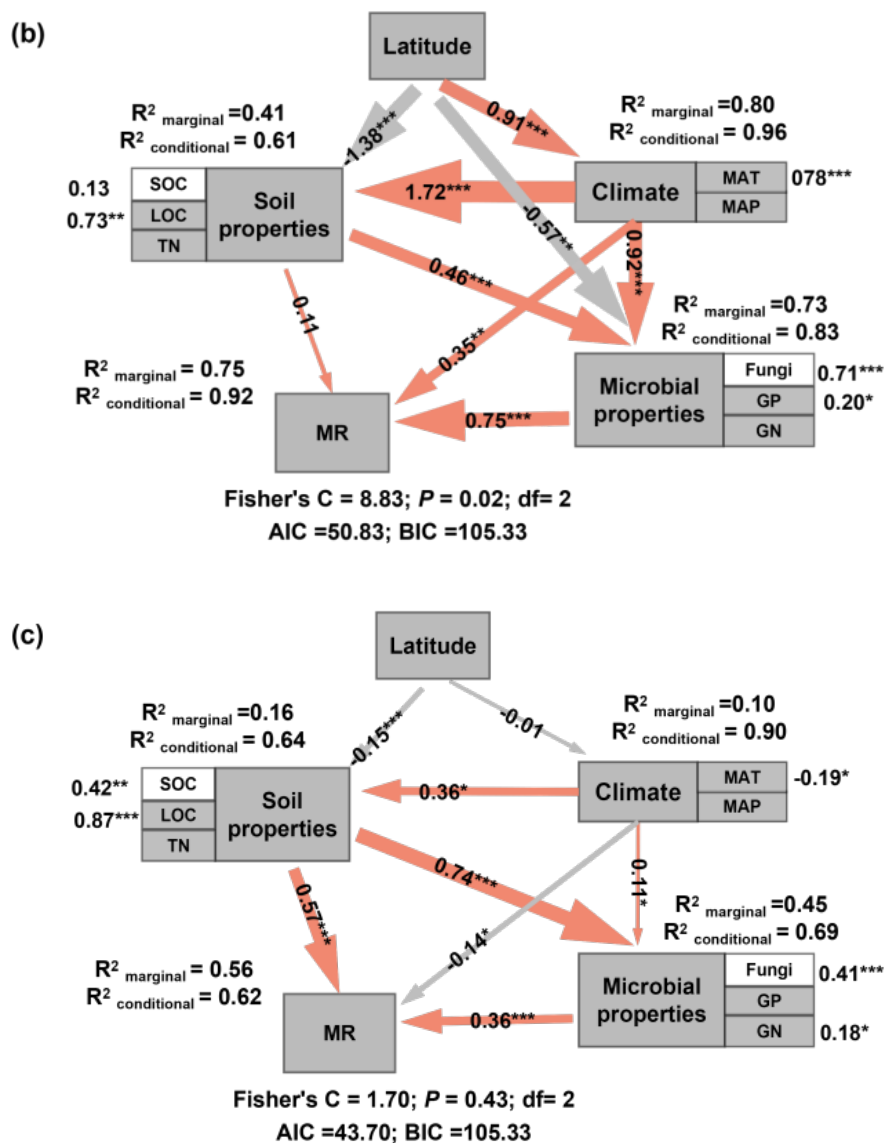 (b)
Latitude
R² marginal =0.41
R² conditional = 0.61
-1.38***
0.91***
R² marginal =0.80
R² conditional = 0.96
0.13
SOC
0.73**
LOC
TN
Soil
properties
1.72***
Climate
MAT
078***
MAP
-0.57**
0.92***
0.46***
0.11
0.35**
R² marginal =0.73
R² conditional = 0.83
R² marginal = 0.75
R² conditional = 0.92
MR
0.75***
Microbial
properties
Fungi
0.71***
GP
0.20*
GN
Fisher's C = 8.83; P = 0.02; df= 2
AIC =50.83; BIC =105.33
(c)
Latitude
R² marginal =0.16
R² conditional = 0.64
-0.15***
-0.01
R² marginal =0.10
R² conditional = 0.90
0.42**
SOC
0.87***
LOC
TN
Soil
properties
0.36*
Climate
MAT
-0.19*
MAP
0.74***
0.11*
0.57***
-0.14*
R² marginal =0.45
R² conditional = 0.69
R² marginal = 0.56
R² conditional = 0.62
MR
0.36***
Microbial
properties
Fungi
0.41***
GP
GN
0.18*
Fisher's C = 1.70; P = 0.43; df= 2
AIC =43.70; BIC =105.33